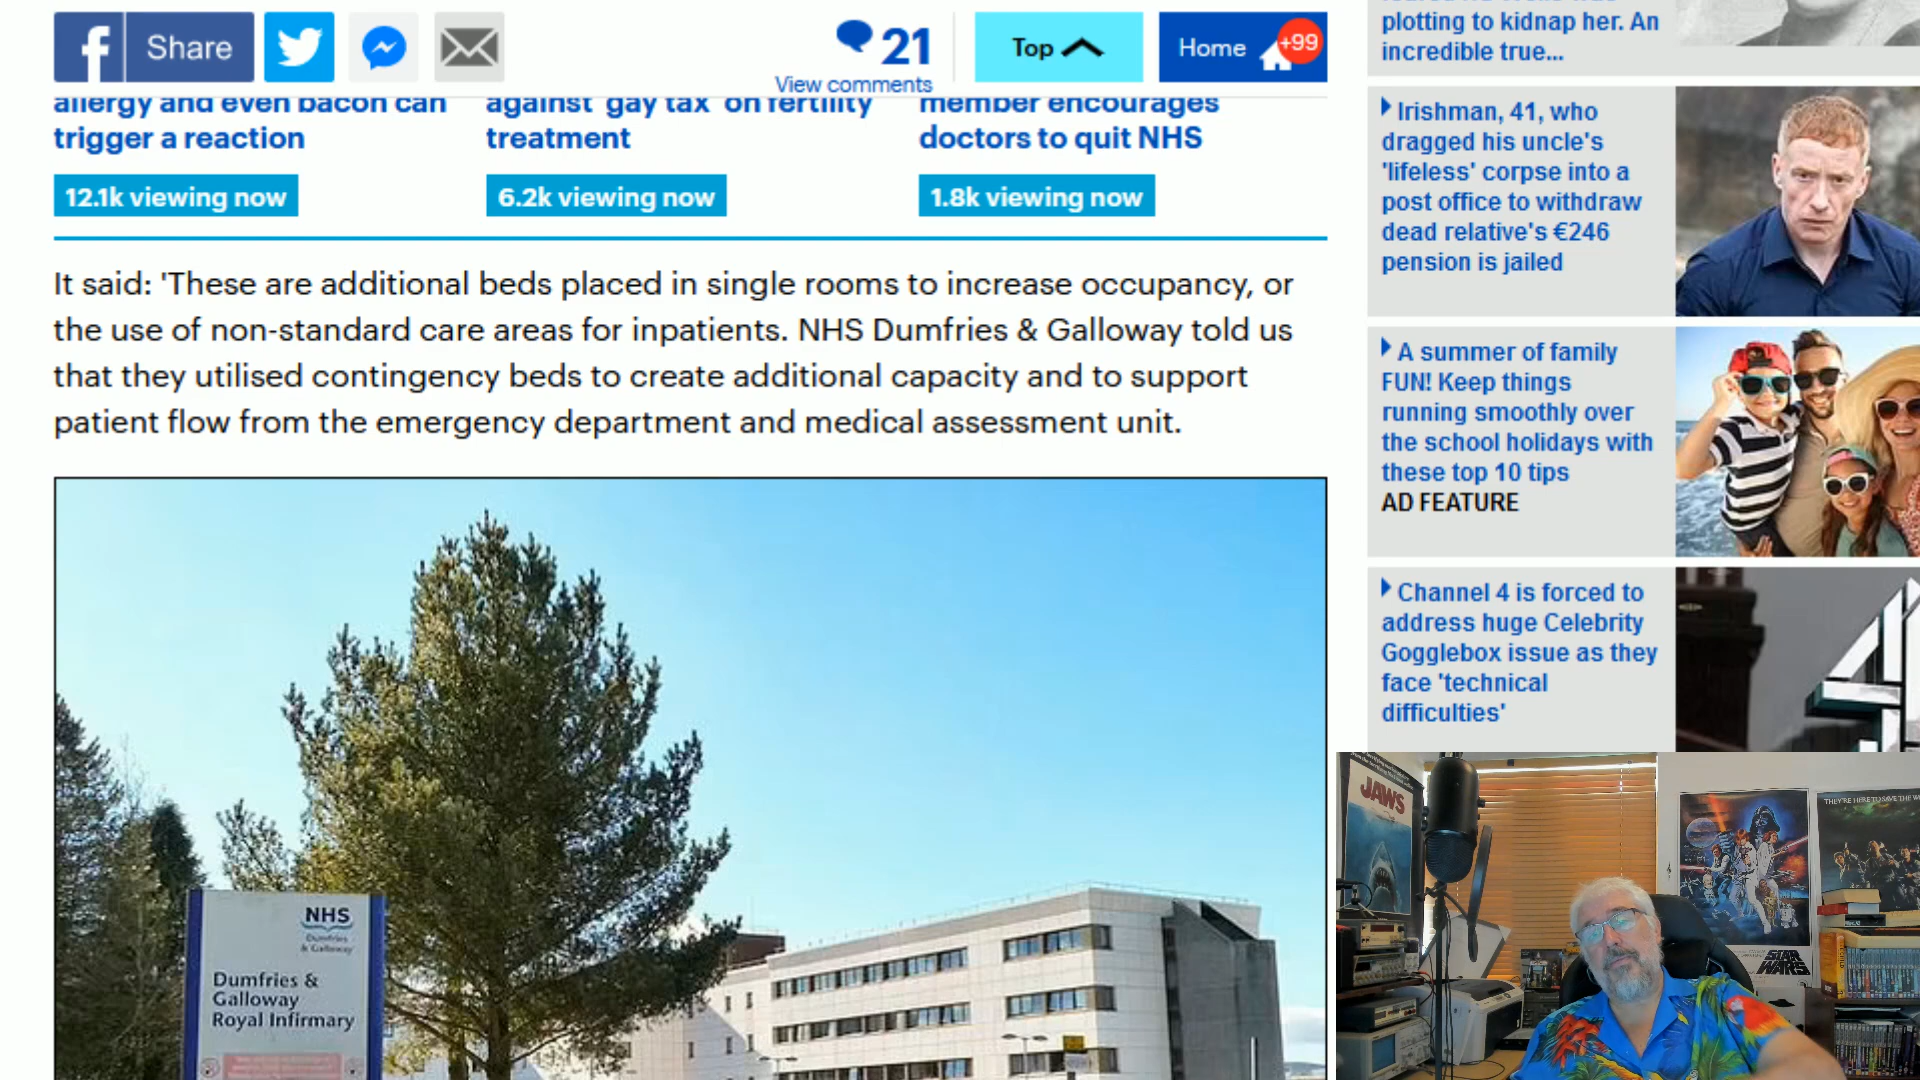 Share
21
View comments
Top
Home
+99
allergy and even bacon can
trigger a reaction
12.1k viewing now
against 'gay tax' on fertility
treatment
6.2k viewing now
member encourages
doctors to quit NHS
1.8k viewing now
It said: 'These are additional beds placed in single rooms to increase occupancy, or
the use of non-standard care areas for inpatients. NHS Dumfries & Galloway told us
that they utilised contingency beds to create additional capacity and to support
patient flow from the emergency department and medical assessment unit.
NHS
Dumfries
& Galloway
Dumfries &
Galloway
Royal Infirmary
plotting to kidnap her. An
incredible true...
Irishman, 41, who
dragged his uncle's
'lifeless' corpse into a
post office to withdraw
dead relative's €246
pension is jailed
A summer of family
FUN! Keep things
running smoothly over
the school holidays with
these top 10 tips
AD FEATURE
Channel 4 is forced to
address huge Celebrity
Gogglebox issue as they
face 'technical
difficulties'
JAWS
STAR
WARS
THEY'RE HERE TO SAVE THE